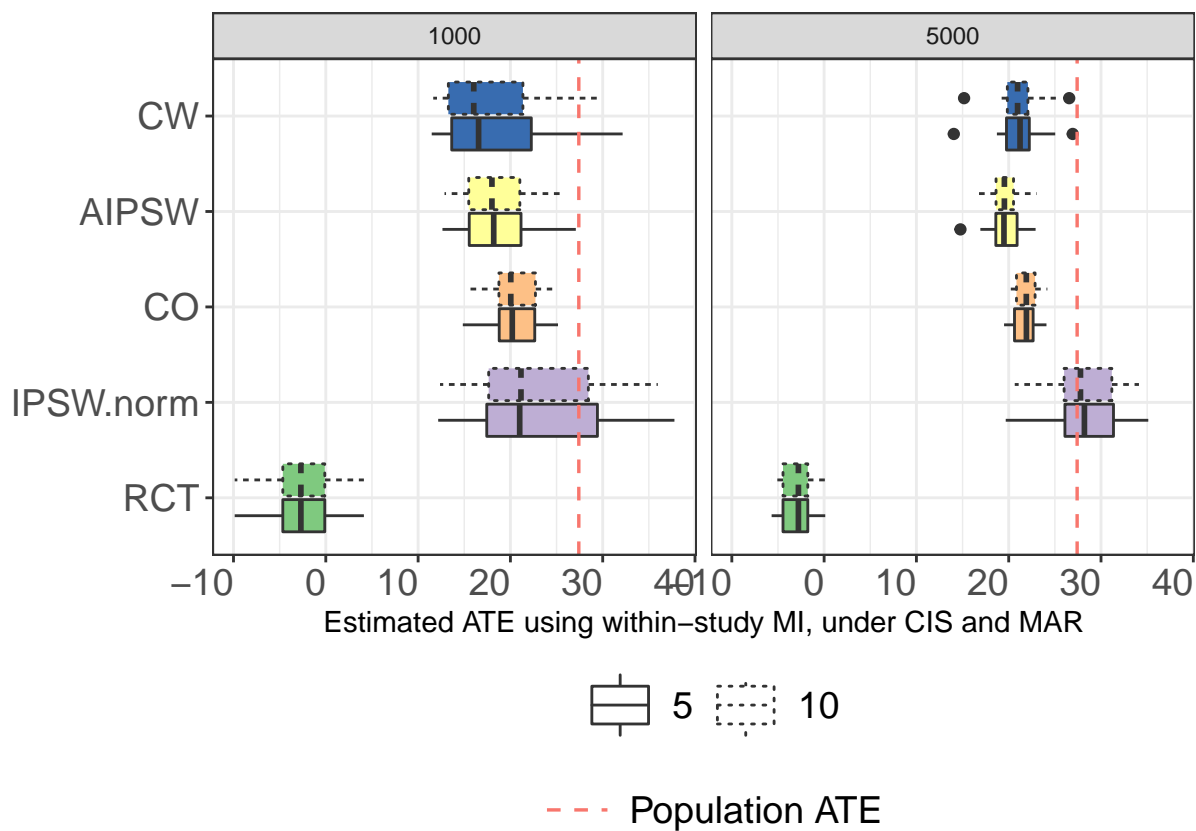 1000
5000
CW
AIPSW
CO
IPSW.norm
RCT
−10 0 10 20 30 40
−10 0 10 20 30 40
Estimated ATE using within−study MI, under CIS and MAR
5 10
Population ATE